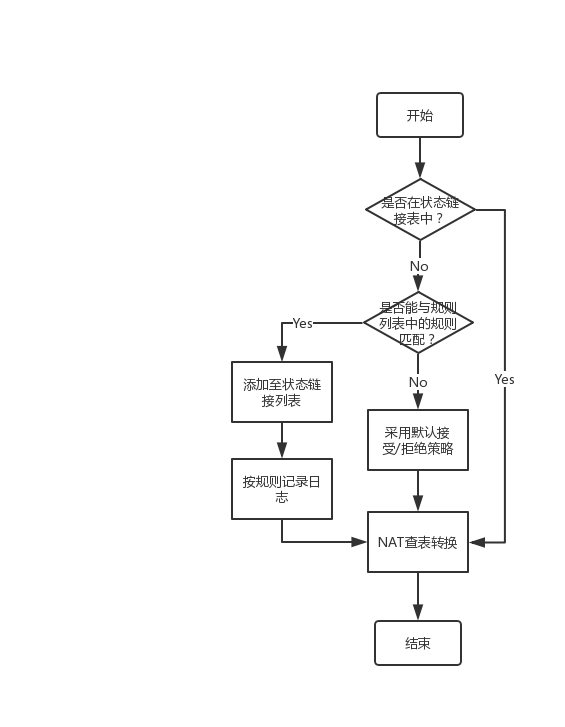 开始
是否在状态链
接表中？
No
是否能与规则
列表中的规则
匹配？
Yes
No
Yes
添加至状态链
接列表
采用默认接
受/拒绝策略
按规则记录日
志
NAT查表转换
结束